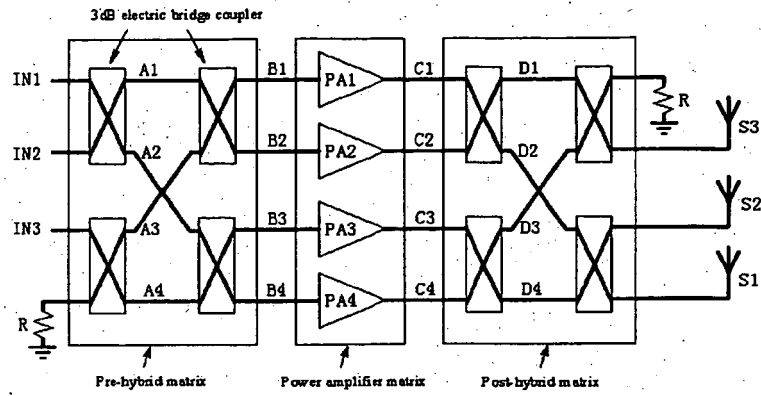 3dB electric bridge coupler
IN1 A1 B1 PA1 C1 D1 R
S3
IN2 A2 B2 PA2 C2 D2
S2
IN3 A3 B3 PA3 C3 D3
S1
R A4 B4 PA4 C4 D4
Pre-hybrid matrix Power amplifier matrix Post-hybrid matrix